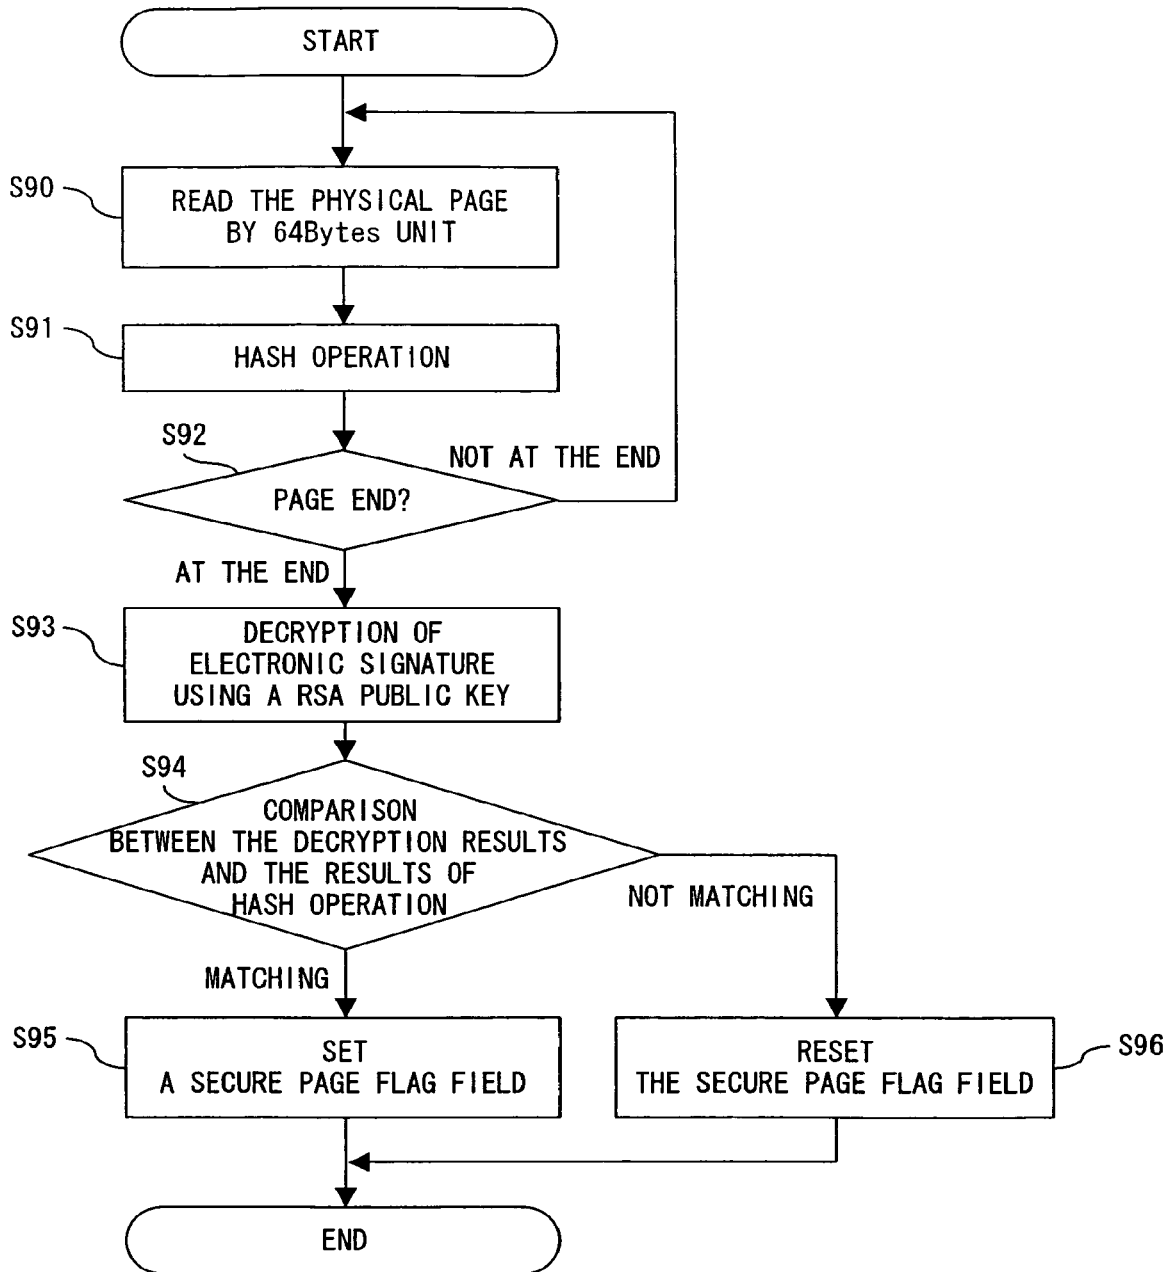 START
S90
READ THE PHYSICAL PAGE
BY 64Bytes UNIT
S91
HASH OPERATION
S92
NOT AT THE END
PAGE END?
AT THE END
S93
DECRYPTION OF
ELECTRONIC SIGNATURE
USING A RSA PUBLIC KEY
S94
COMPARISON
BETWEEN THE DECRYPTION RESULTS
AND THE RESULTS OF
HASH OPERATION
NOT MATCHING
MATCHING
S95
SET
A SECURE PAGE FLAG FIELD
RESET
THE SECURE PAGE FLAG FIELD
S96
END